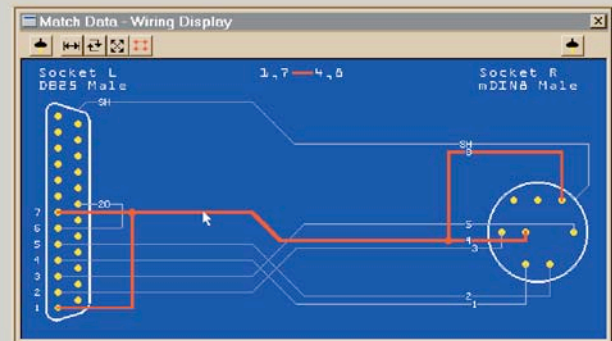 Match Data - Wiring Display
Socket L
DB25 Male
1,7 4,8
Socket R
mDIN8 Male
SH
SH
8
20
7
6
5
4
3
2
1
5
4
3
2
1